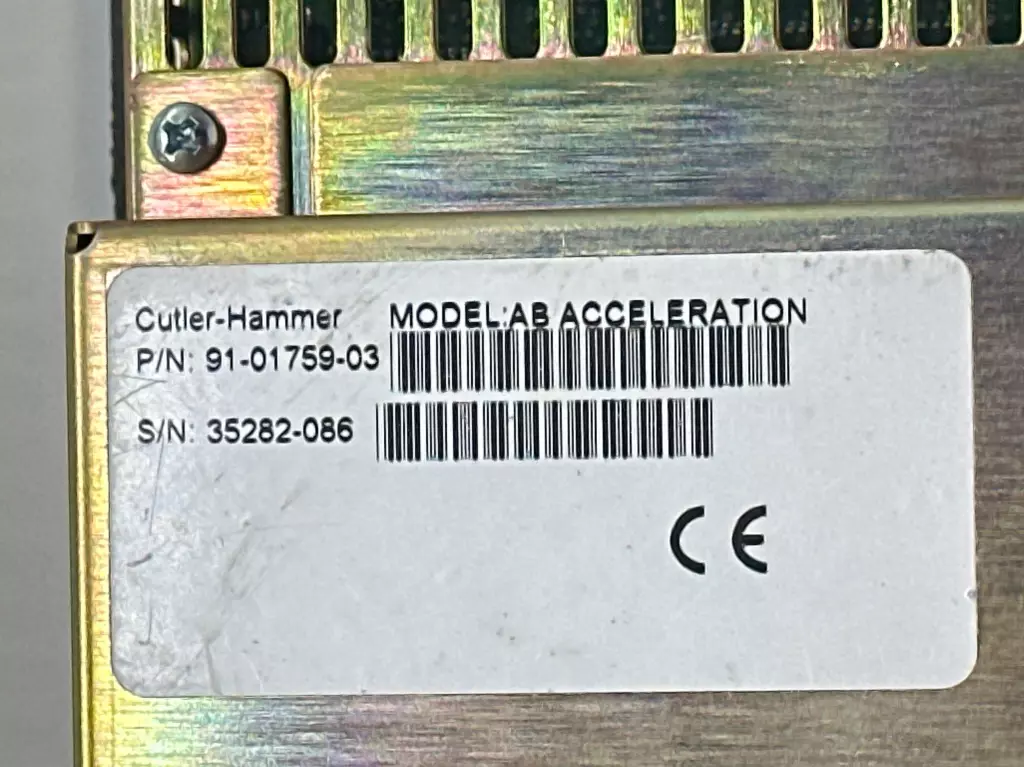 Cutler-Hammer MODEL:AB ACCELERATION
P/N: 91-01759-03
S/N: 35282-086
CE